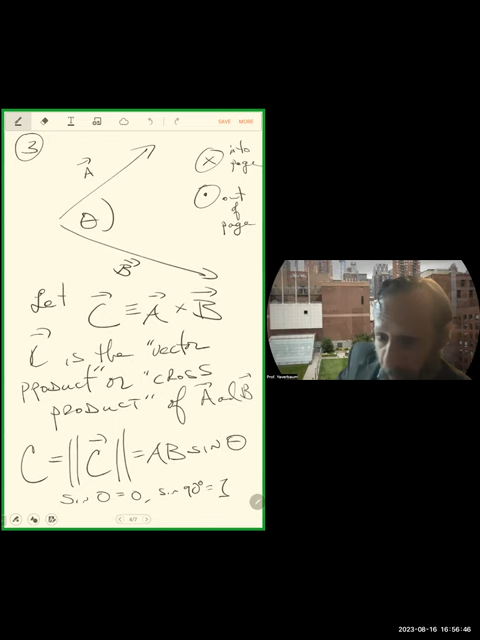 SAVE MORE
3
A
θ
B
x into page
out of page
Let C ≡ A × B
C is the "vector
product" or "cross
product" of A and B
C = ||C|| = AB sin θ
sin 0 = 0, sin 90° = 1
4/7
Prof. Yaverbaum
2023-08-16 16:56:46